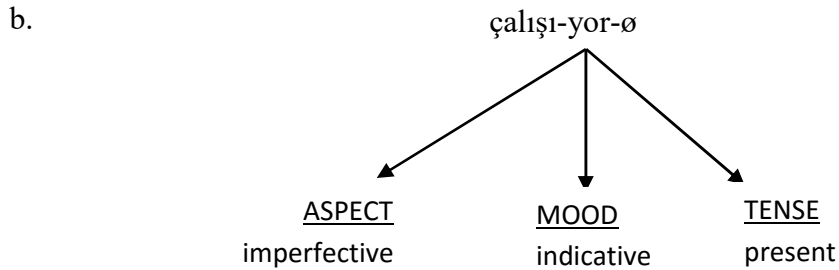 b. çalışı-yor-ø
ASPECT MOOD TENSE
imperfective indicative present